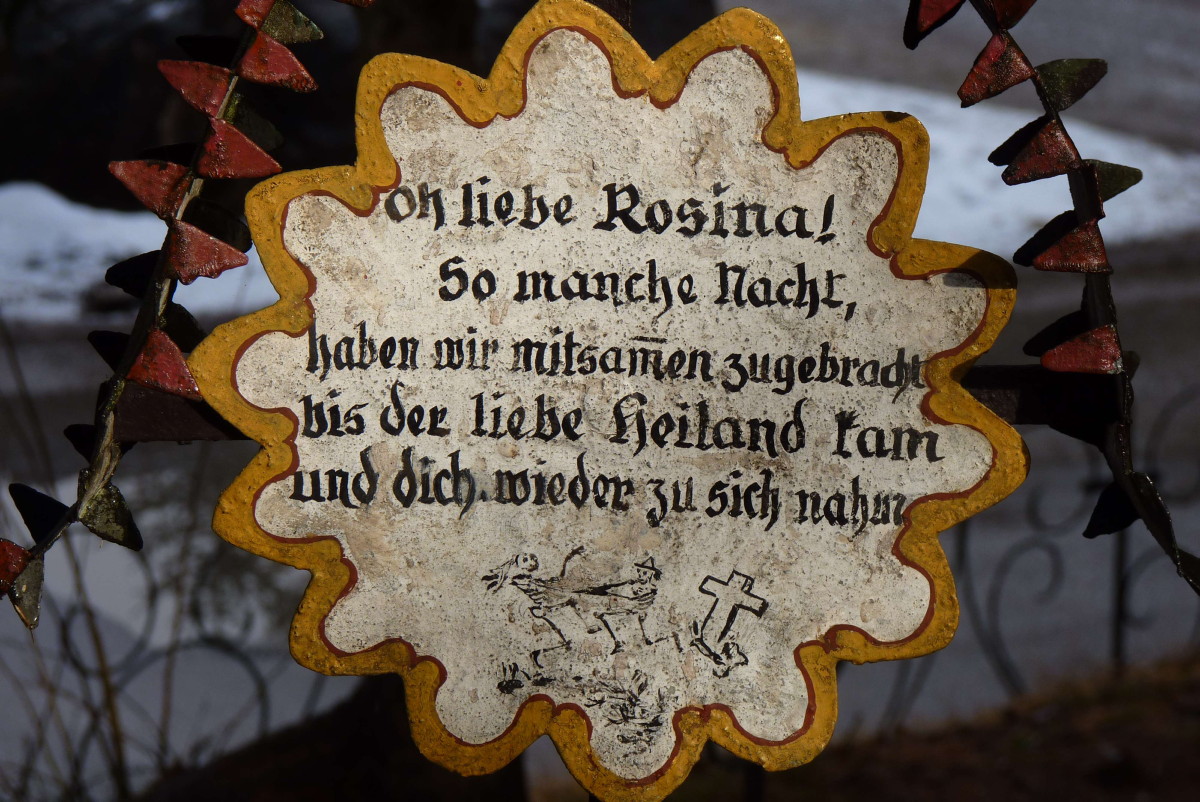 Oh liebe Rosina!
So manche Nacht,
haben wir mitsamen zugebracht
bis der liebe Heiland kam
und dich wieder zu sich nahm